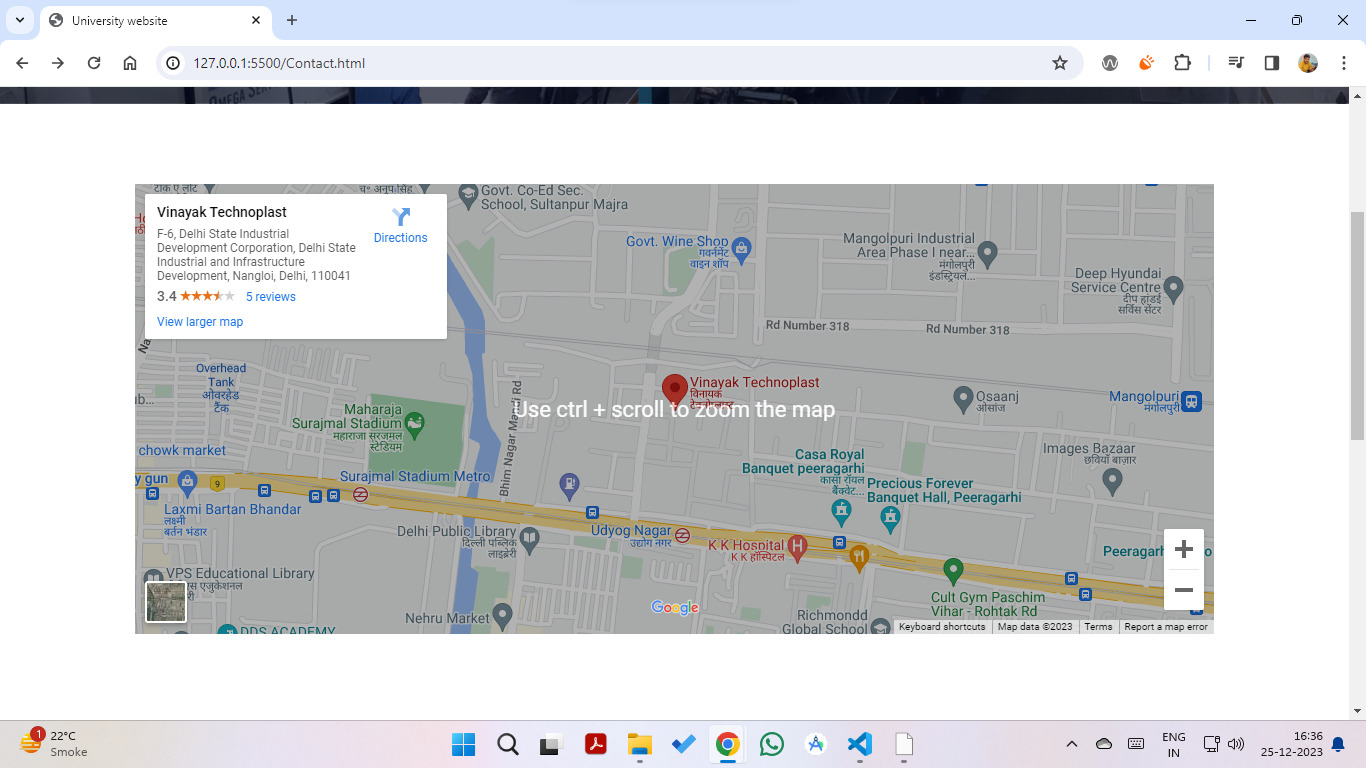 University website
127.0.0.1:5500/Contact.html
OMEGA SER
Vinayak Technoplast
F-6, Delhi State Industrial
Development Corporation, Delhi State
Industrial and Infrastructure
Development, Nangloi, Delhi, 110041
Directions
3.4
5 reviews
View larger map
Govt. Co-Ed Sec.
School, Sultanpur Majra
Govt. Wine Shop
गवर्नमेंट
वाइन शॉप
Mangolpuri Industrial
Area Phase I near...
मंगोलपुरी
इंडस्ट्रियल...
Deep Hyundai
Service Centre
दीप हांडई
सर्विस सेंटर
Rd Number 318
Rd Number 318
Overhead
Tank
ओवरहेड
टैंक
Vinayak Technoplast
विनायक
Use ctrl + scroll to zoom the map
Maharaja
Surajmal Stadium
महाराजा सूरजमल
स्टेडियम
Bhim Nagar Mandi Rd
Osaanj
ओसांज
Mangolpuri
मंगोलपुरी
chowk market
Surajmal Stadium Metro
Casa Royal
Banquet peeragarhi
कासा रॉयल
बैंक्वेट...
Images Bazaar
छवियाँ बाज़ार
y gun
9
Precious Forever
Banquet Hall, Peeragarhi
Laxmi Bartan Bhandar
लक्ष्मी
बर्तन भंडार
Delhi Public Library
दिल्ली पब्लिक
लाइब्रेरी
Udyog Nagar
उद्योग नगर
K K Hospital
K K हॉस्पिटल
Peeragarh
VPS Educational Library
Cult Gym Paschim
Vihar - Rohtak Rd
Nehru Market
Google
Richmondd
Global School
DDS ACADEMY
Keyboard shortcuts
Map data ©2023
Terms
Report a map error
1
22°C
Smoke
ENG
IN
16:36
25-12-2023